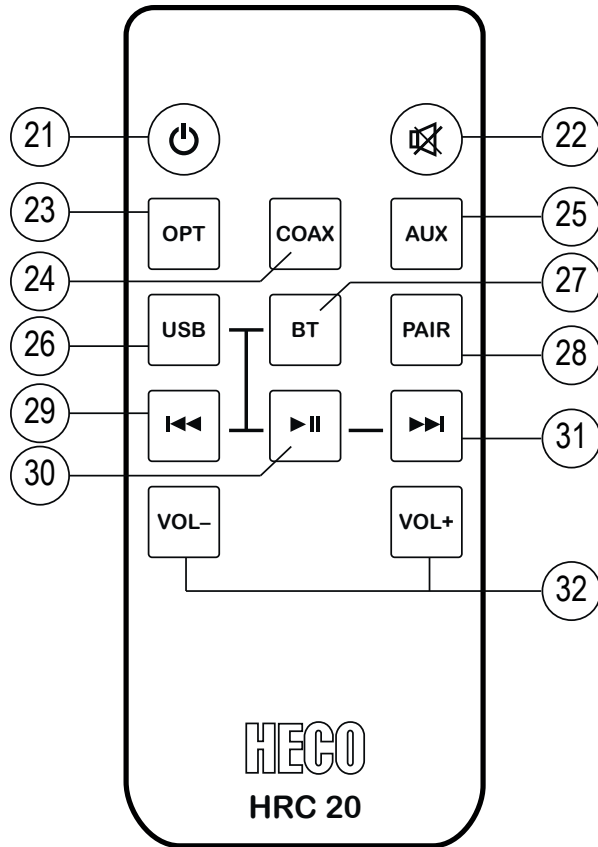 21
22
23
OPT
COAX
AUX
25
24
27
USB
BT
PAIR
26
28
29
30
31
VOL–
VOL+
32
HECO
HRC 20